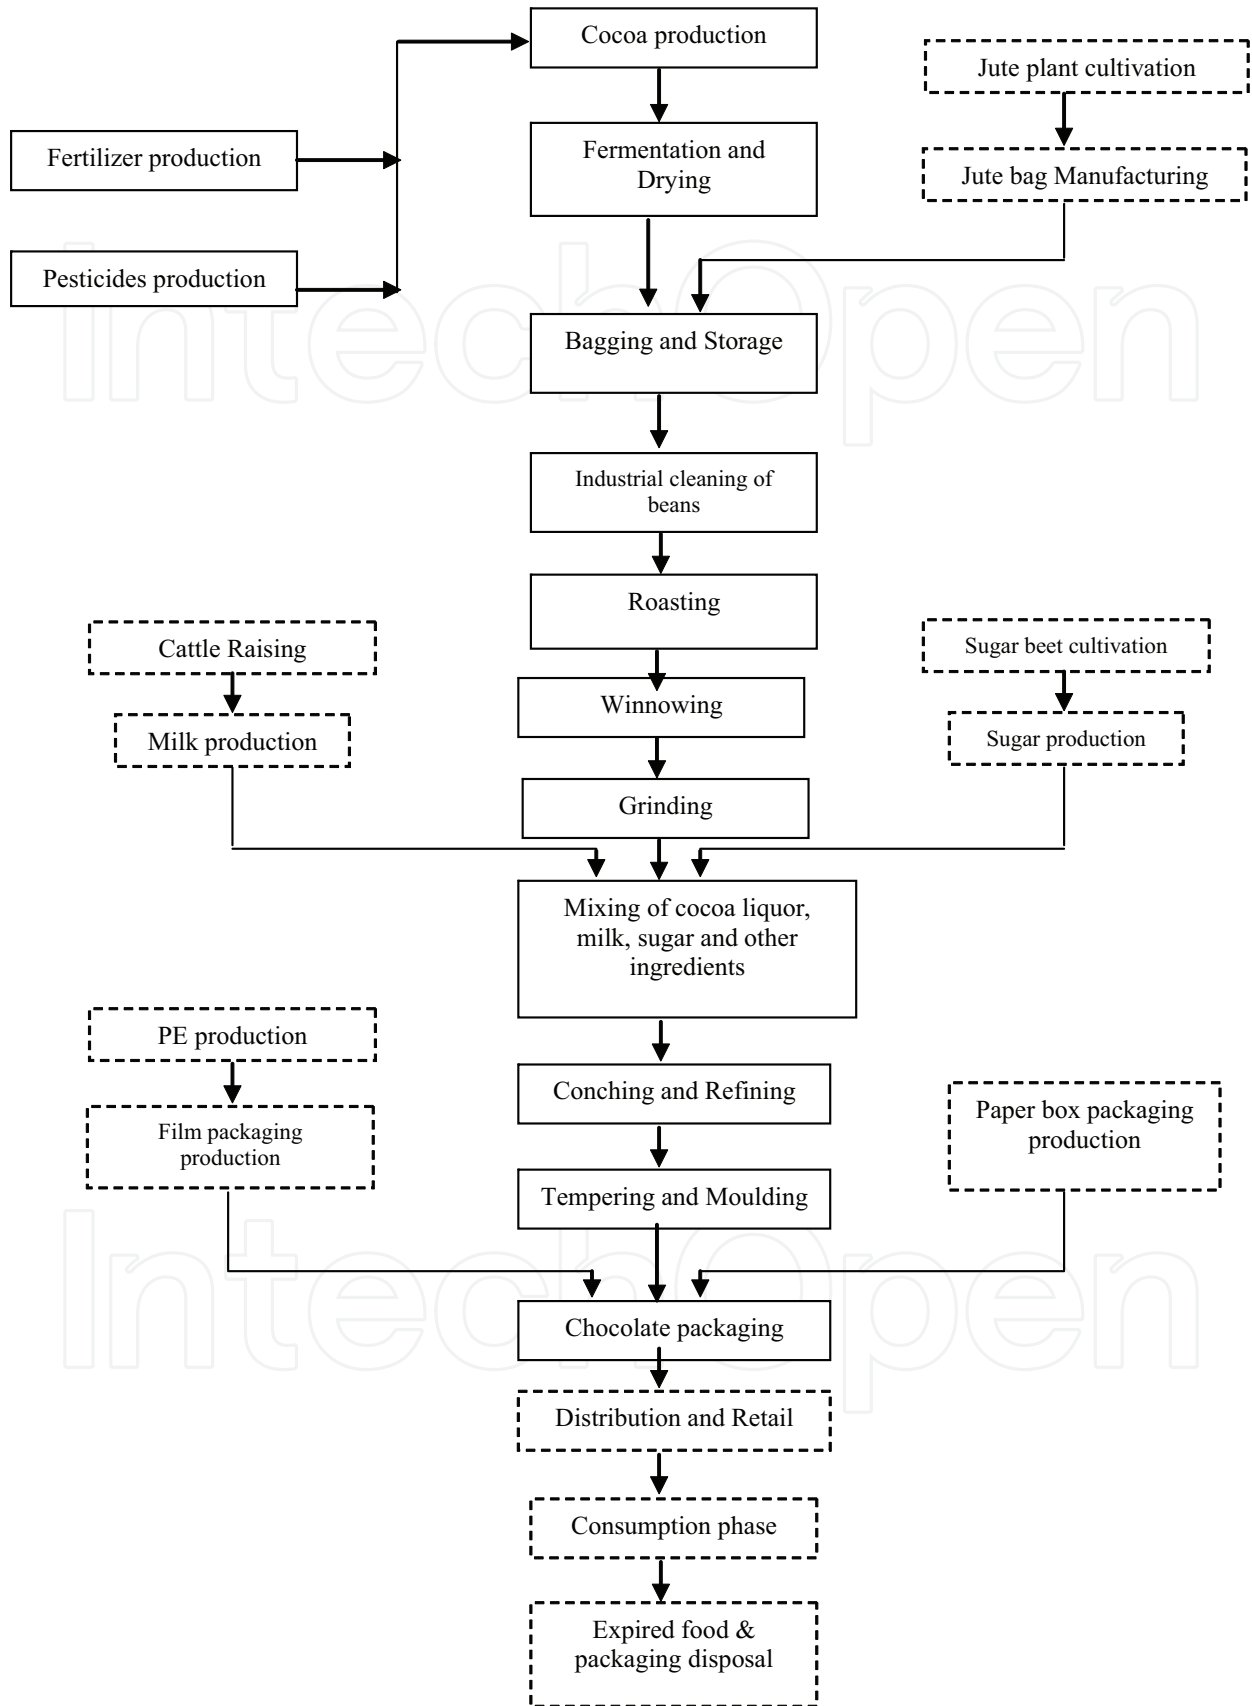 Cocoa production
Jute plant cultivation
Fertilizer production
Fermentation and
Drying
Jute bag Manufacturing
Pesticides production
Bagging and Storage
IntechOpen
Industrial cleaning of
beans
Roasting
Cattle Raising
Sugar beet cultivation
Winnowing
Milk production
Sugar production
Grinding
Mixing of cocoa liquor,
milk, sugar and other
ingredients
PE production
Conching and Refining
Paper box packaging
production
Film packaging
production
Tempering and Moulding
IntechOpen
Chocolate packaging
Distribution and Retail
Consumption phase
Expired food &
packaging disposal